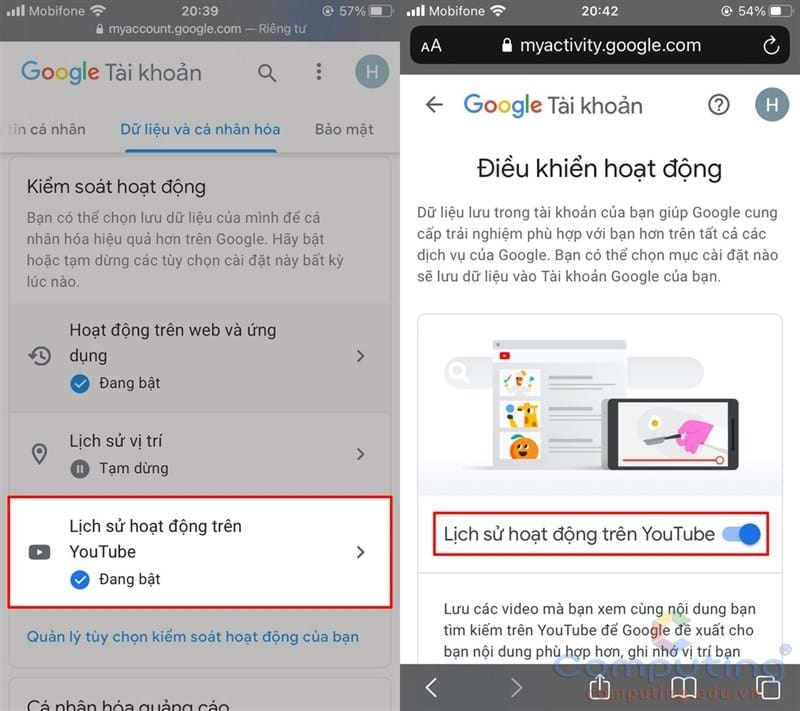 Mobifone 20:39 57%
myaccount.google.com — Riêng tư
Google Tài khoản
H
tin cá nhân Dữ liệu và cá nhân hóa Bảo mật
Kiểm soát hoạt động
Bạn có thể chọn lưu dữ liệu của mình để cá
nhân hóa hiệu quả hơn trên Google. Hãy bật
hoặc tạm dừng các tùy chọn cài đặt này bất kỳ
lúc nào.
Hoạt động trên web và ứng
dụng
Đang bật
Lịch sử vị trí
Tạm dừng
Lịch sử hoạt động trên
YouTube
Đang bật
Quản lý tùy chọn kiểm soát hoạt động của bạn
Cá nhân hóa quảng cáo
Mobifone 20:42 54%
AA myactivity.google.com
Google Tài khoản
H
Điều khiển hoạt động
Dữ liệu lưu trong tài khoản của bạn giúp Google cung
cấp trải nghiệm phù hợp với bạn hơn trên tất cả các
dịch vụ của Google. Bạn có thể chọn mục cài đặt nào
sẽ lưu dữ liệu vào Tài khoản Google của bạn.
Lịch sử hoạt động trên YouTube
Lưu các video mà bạn xem cùng nội dung bạn
tìm kiếm trên YouTube để Google đề xuất cho
bạn nội dung phù hợp hơn, ghi nhớ vị trí bạn
Computing®
computing.edu.vn